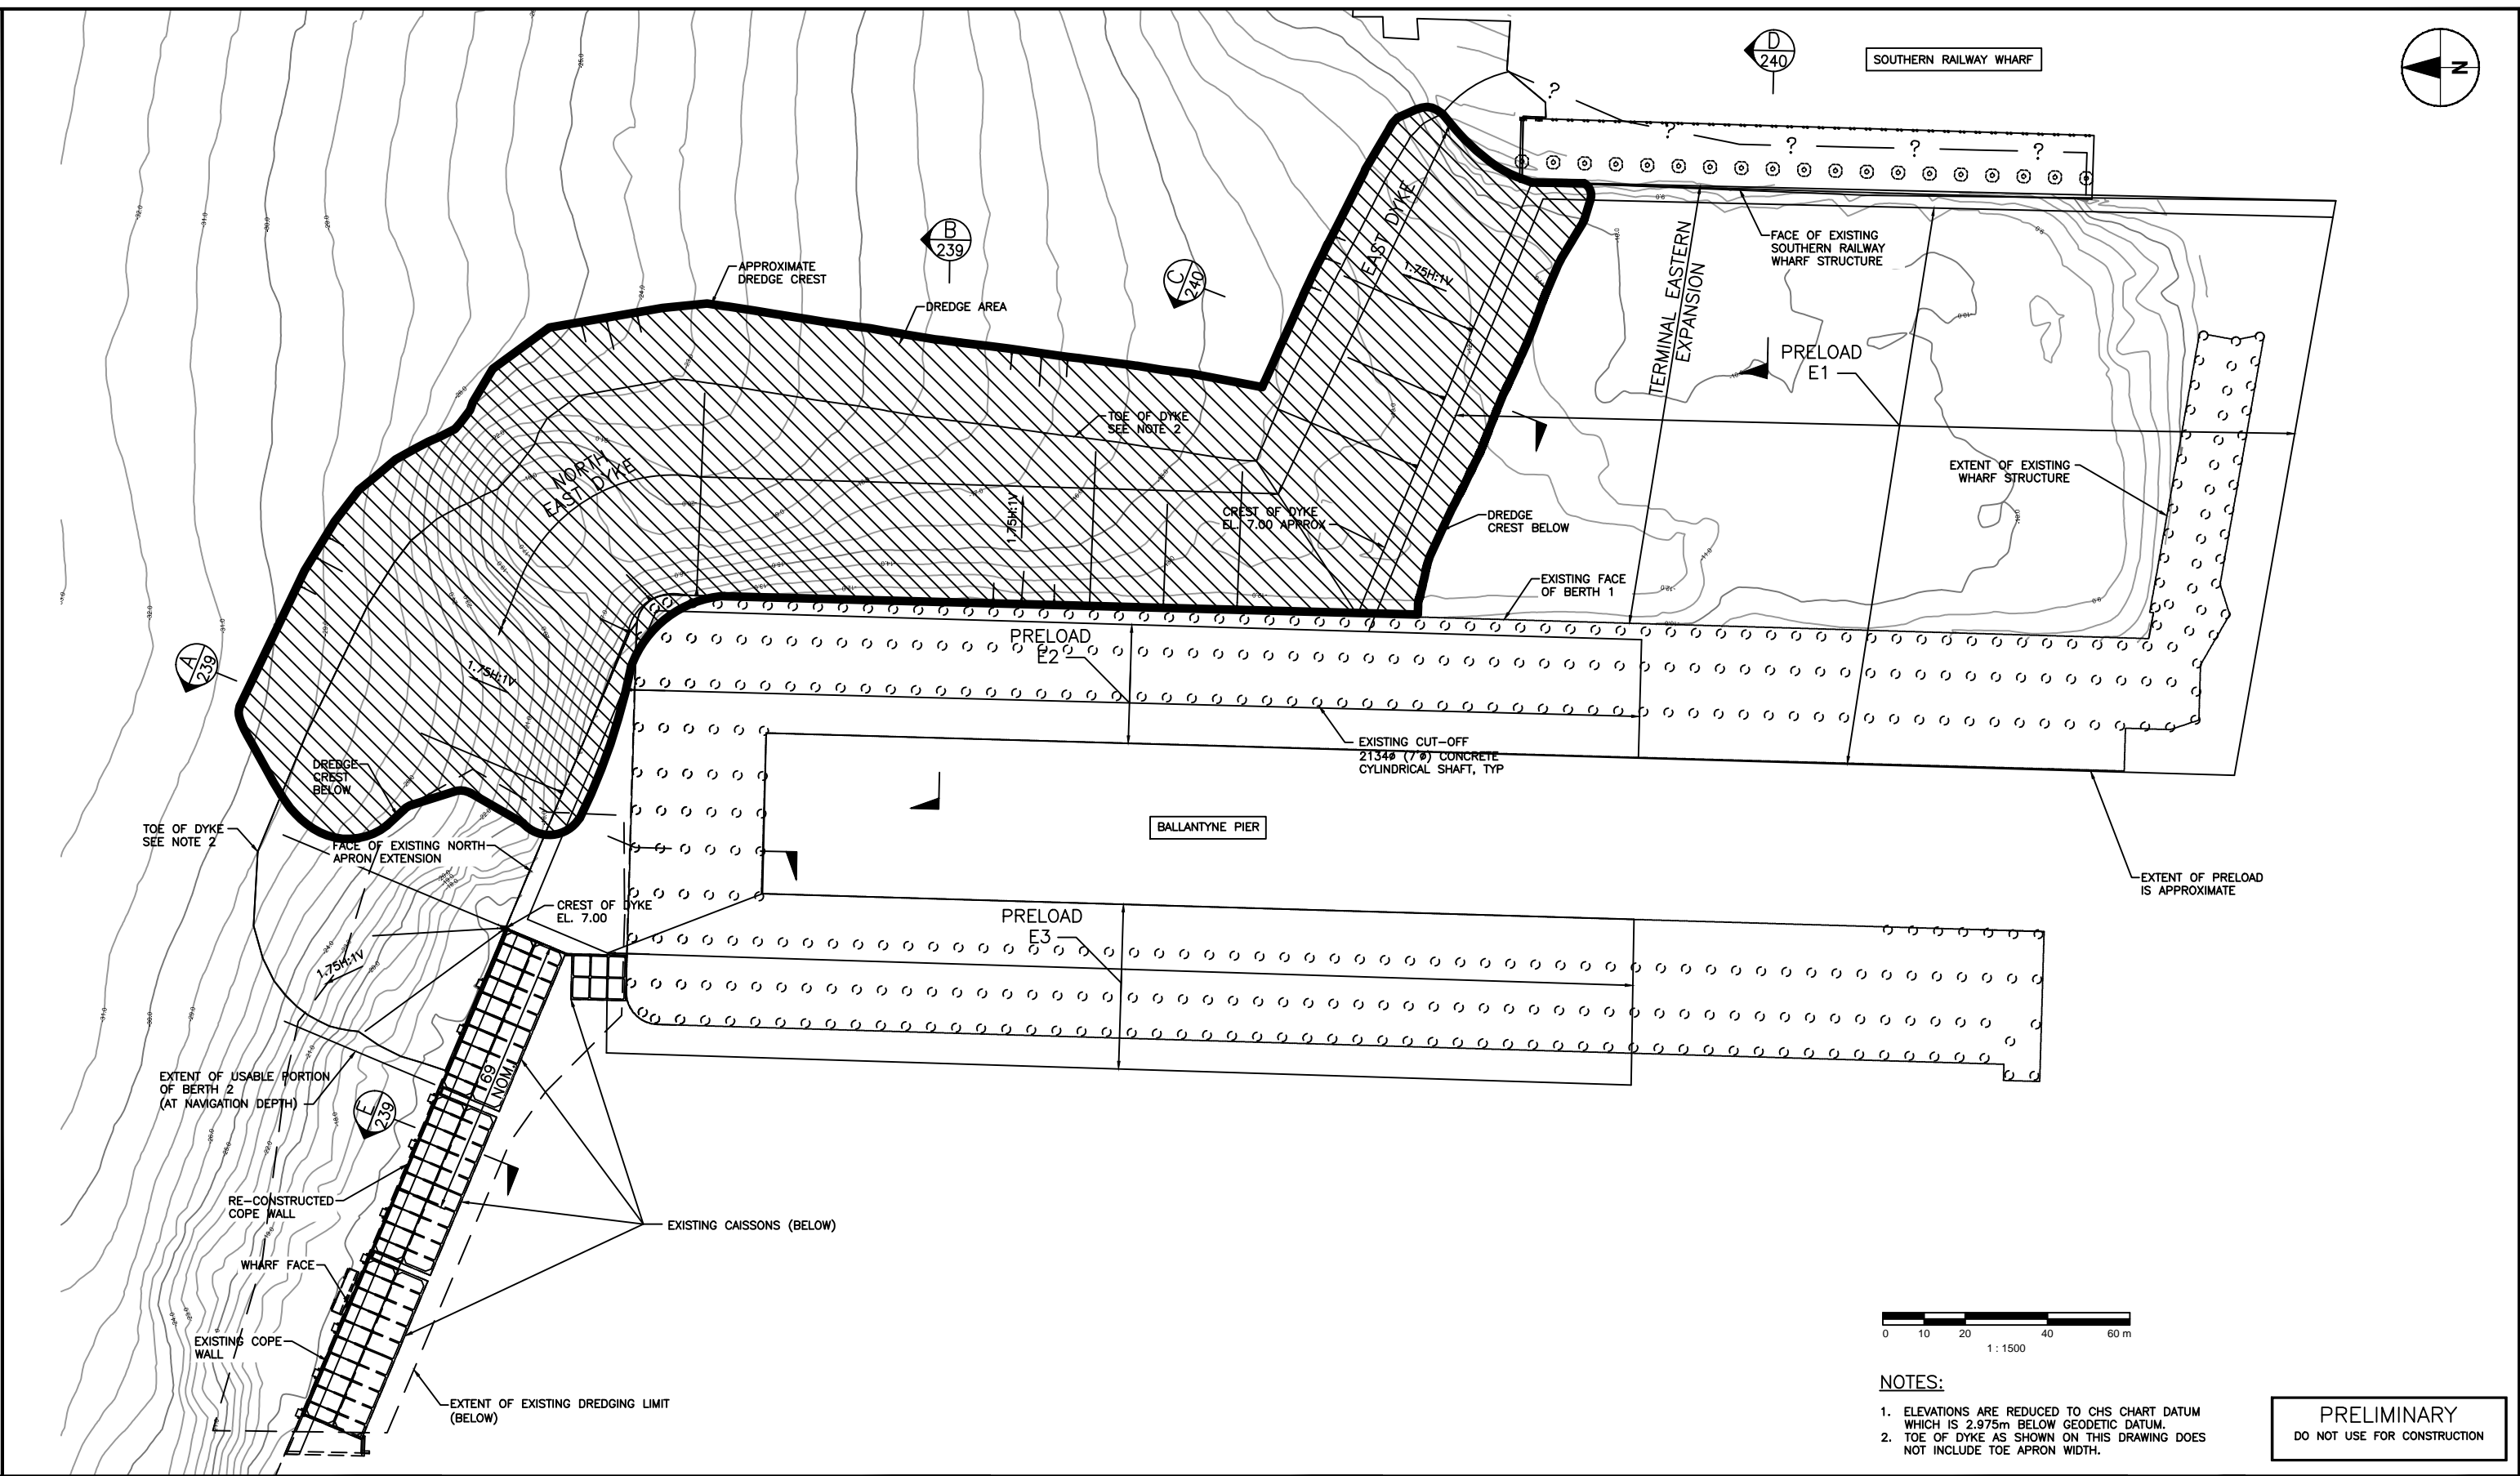 D
240
SOUTHERN RAILWAY WHARF
N
?
?
?
?
?
B
239
C
240
EAST DYKE
1.75H:1V
APPROXIMATE
DREDGE CREST
DREDGE AREA
FACE OF EXISTING
SOUTHERN RAILWAY
WHARF STRUCTURE
TERMINAL EASTERN
EXPANSION
PRELOAD
E1
TOE OF DYKE
SEE NOTE 2
NORTH
EAST DYKE
1.75H:1V
CREST OF DYKE
EL. 7.00 APPROX
DREDGE
CREST BELOW
EXTENT OF EXISTING
WHARF STRUCTURE
EXISTING FACE
OF BERTH 1
PRELOAD
E2
A
239
1.75H:1V
EXISTING CUT-OFF
2134ø (7'ø) CONCRETE
CYLINDRICAL SHAFT, TYP
DREDGE
CREST
BELOW
TOE OF DYKE
SEE NOTE 2
BALLANTYNE PIER
FACE OF EXISTING NORTH
APRON EXTENSION
EXTENT OF PRELOAD
IS APPROXIMATE
CREST OF DYKE
EL. 7.00
PRELOAD
E3
1.75H:1V
69
NOM.
EXTENT OF USABLE PORTION
OF BERTH 2
(AT NAVIGATION DEPTH)
239
RE-CONSTRUCTED
COPE WALL
EXISTING CAISSONS (BELOW)
WHARF FACE
EXISTING COPE
WALL
EXTENT OF EXISTING DREDGING LIMIT
(BELOW)
0 10 20 40 60 m
1 : 1500
NOTES:
1. ELEVATIONS ARE REDUCED TO CHS CHART DATUM
WHICH IS 2.975m BELOW GEODETIC DATUM.
2. TOE OF DYKE AS SHOWN ON THIS DRAWING DOES
NOT INCLUDE TOE APRON WIDTH.
PRELIMINARY
DO NOT USE FOR CONSTRUCTION